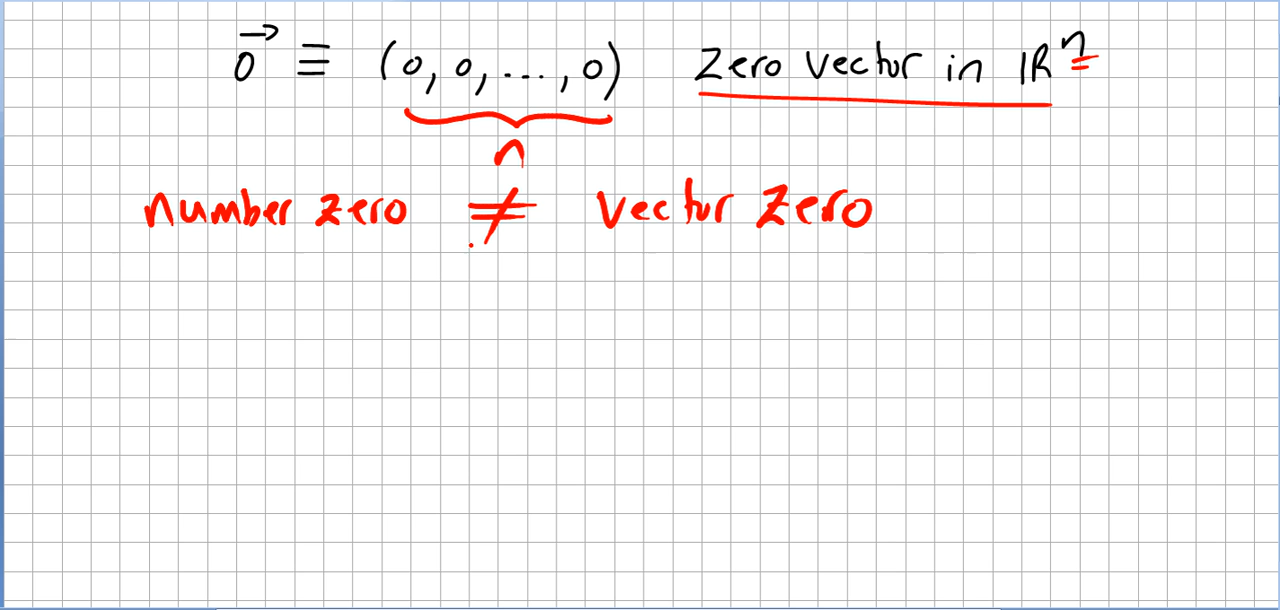 0⃗ ≡ (0, 0, ..., 0) Zero vector in ℝⁿ
n
number zero ≠ vector zero